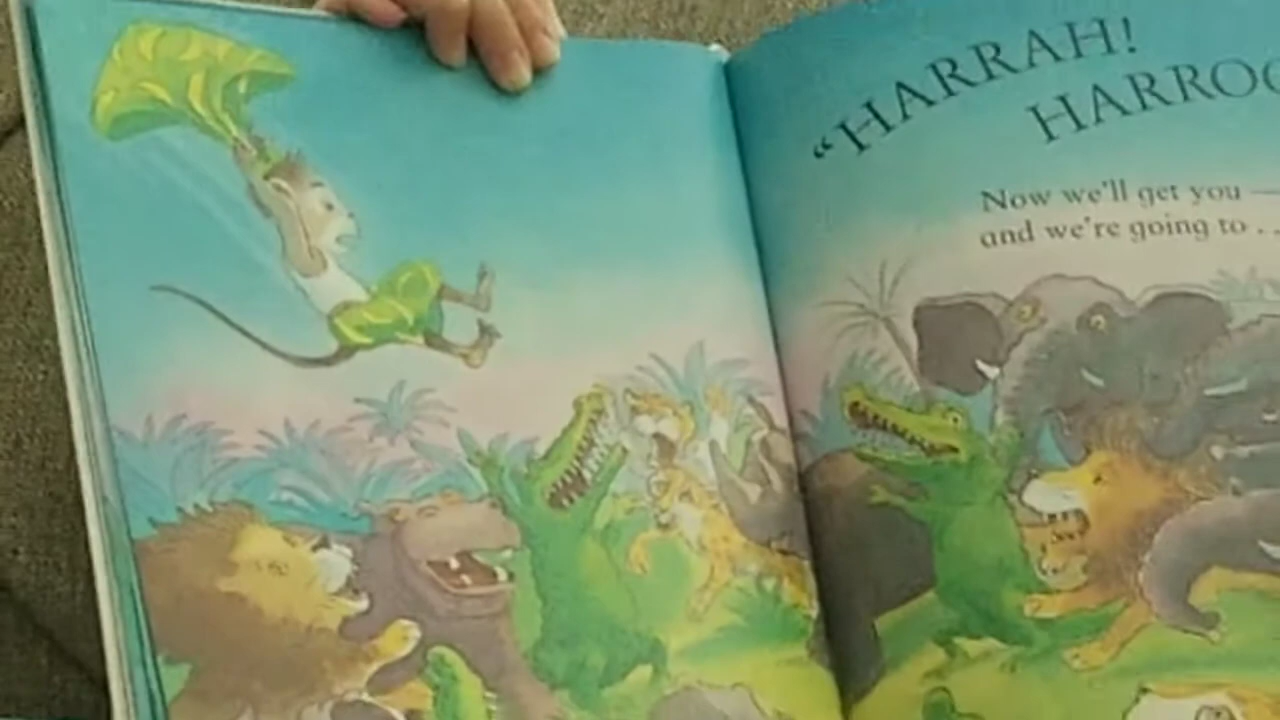 "HARRAH!
Now we'll get you —
and we're going to . .